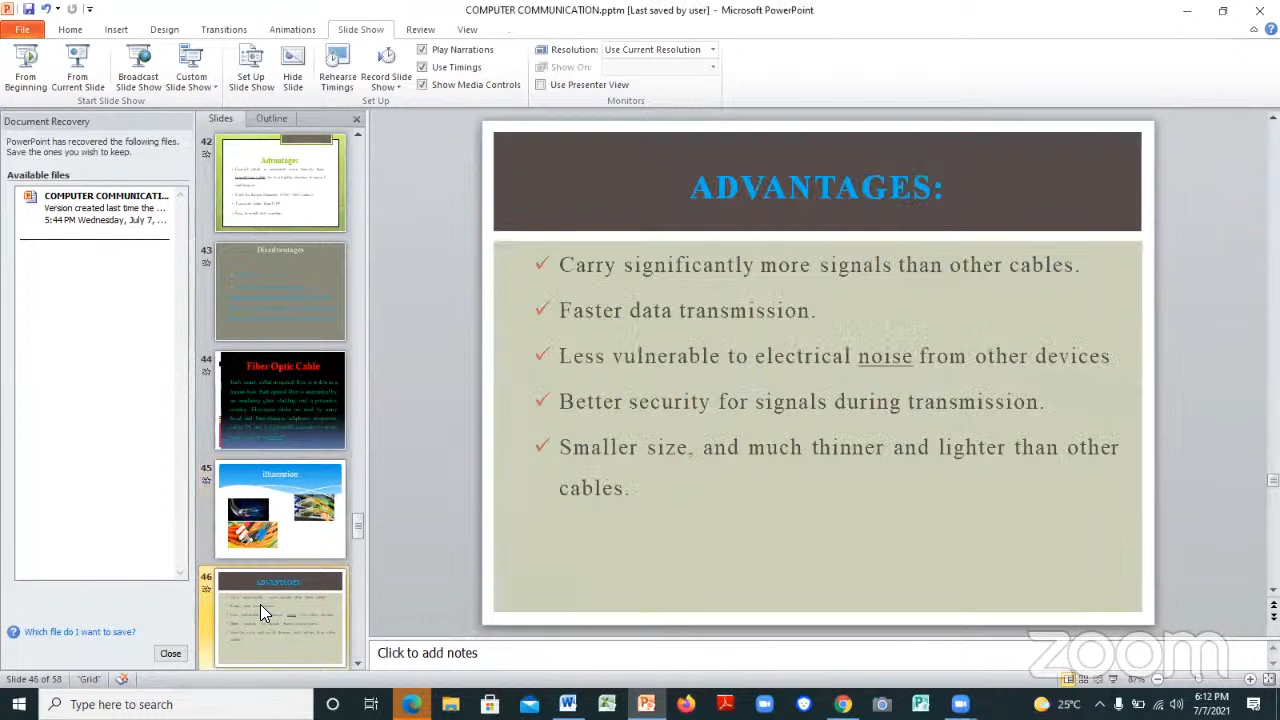 COMPUTER COMMUNICATION.pptm [Last saved by user] - Microsoft PowerPoint
File Home Insert Design Transitions Animations Slide Show Review View
From Beginning
From Current Slide
Broadcast Slide Show
Custom Slide Show
Start Slide Show
Set Up Slide Show
Hide Slide
Rehearse Timings
Record Slide Show
Play Narrations
Use Timings
Show Media Controls
Set Up
Resolution: Use Current Resolution
Show On:
Use Presenter View
Monitors
Document Recovery
PowerPoint has recovered the following files.
Save the ones you wish to keep.
Available files
COMPUTER COMMUNICATI...
Version created last time the ...
5:44 PM Wednesday, July 7, ...
Which file do I want to save?
Close
Slides Outline
42
Advantages
43
Disadvantages
44
Fiber Optic Cable
45
illustration
46
ADVANTAGES:
ADVANTAGES:
Carry significantly more signals than other cables.
Faster data transmission.
Less vulnerable to electrical noise from other devices
Better security for signals during transmission.
Smaller size, and much thinner and lighter than other
cables.
Click to add notes
zoom
Slide 46 of 58 "Grid" 87%
Type here to search
25°C
6:12 PM
7/7/2021